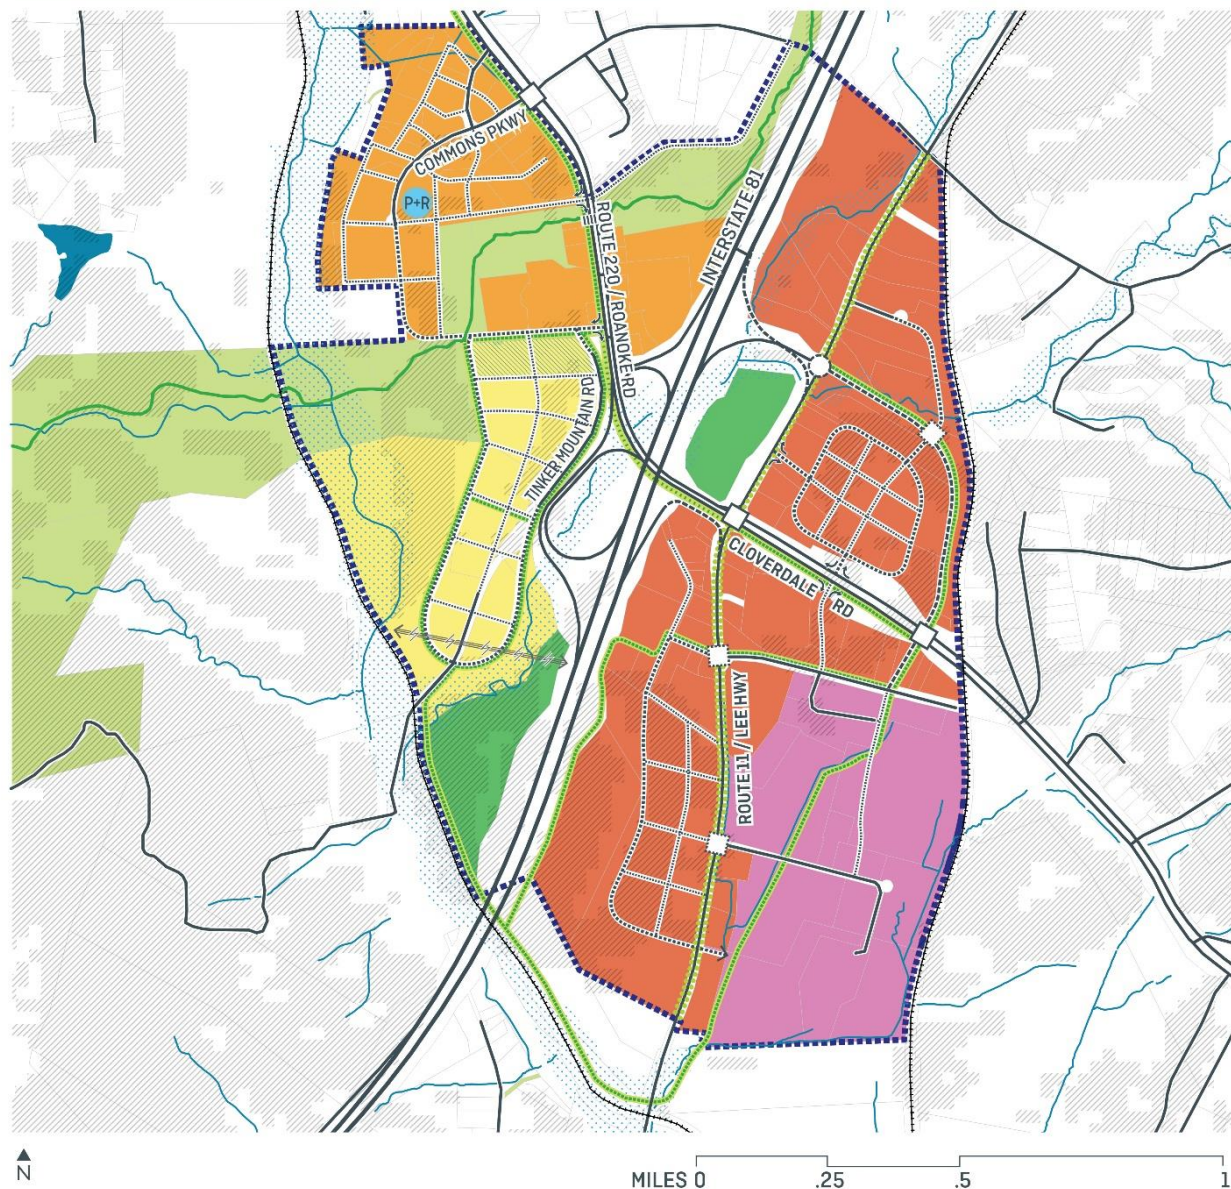 COMMONS PKWY
P+R
ROUTE 220 / ROANOKE RD
INTERSTATE 81
TINKER MOUNTAIN RD
CLOVERDALE RD
ROUTE 11 / LEE HWY
N
MILES 0 .25 .5 1